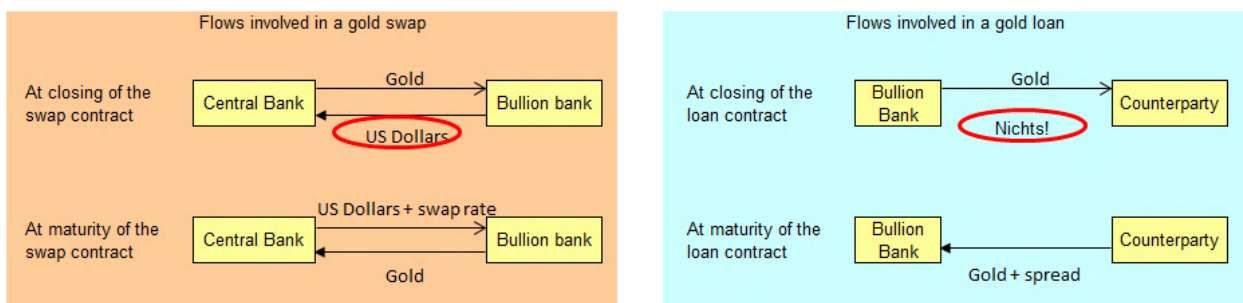 Flows involved in a gold swap
At closing of the
swap contract
Central Bank
Gold
US Dollars
Bullion bank
At maturity of the
swap contract
Central Bank
US Dollars + swap rate
Gold
Bullion bank
Flows involved in a gold loan
At closing of the
loan contract
Bullion
Bank
Gold
Nichts!
Counterparty
At maturity of the
loan contract
Bullion
Bank
Gold + spread
Counterparty